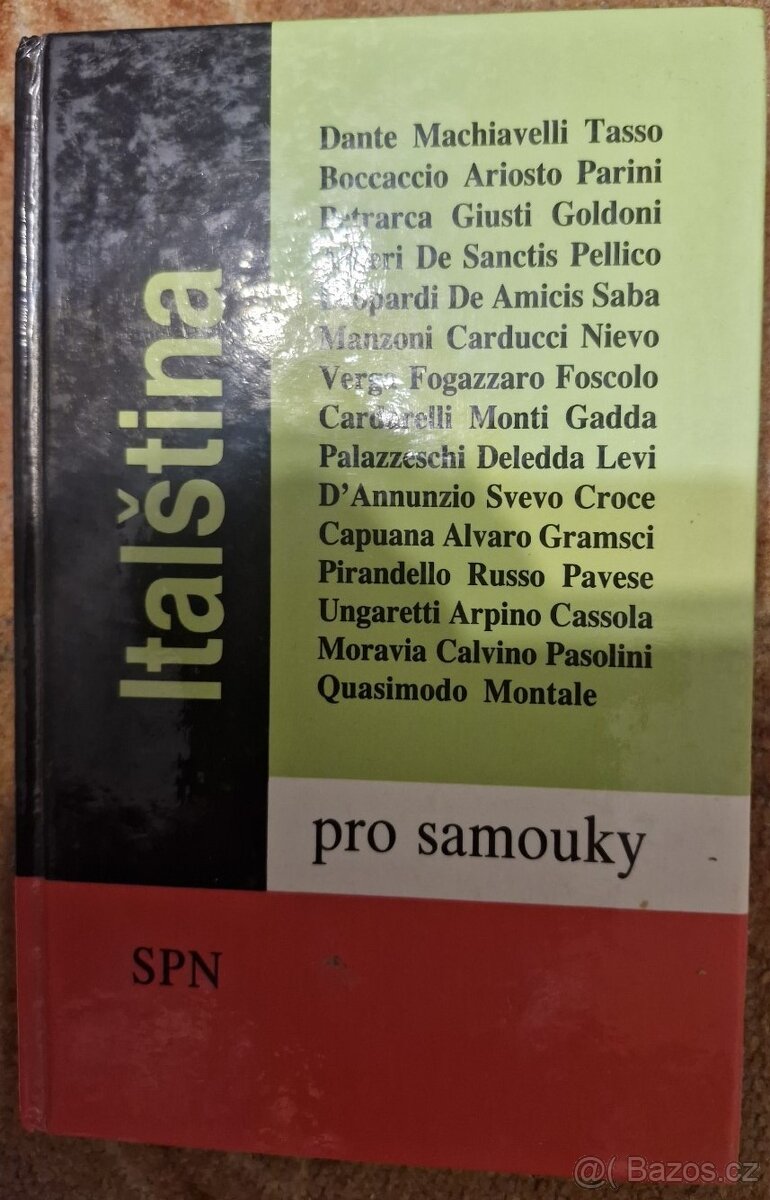 Italština
Dante Machiavelli Tasso
Boccaccio Ariosto Parini
Petrarca Giusti Goldoni
Alfieri De Sanctis Pellico
Leopardi De Amicis Saba
Manzoni Carducci Nievo
Verga Fogazzaro Foscolo
Cardarelli Monti Gadda
Palazzeschi Deledda Levi
D'Annunzio Svevo Croce
Capuana Alvaro Gramsci
Pirandello Russo Pavese
Ungaretti Arpino Cassola
Moravia Calvino Pasolini
Quasimodo Montale
pro samouky
SPN
@( Bazos.cz